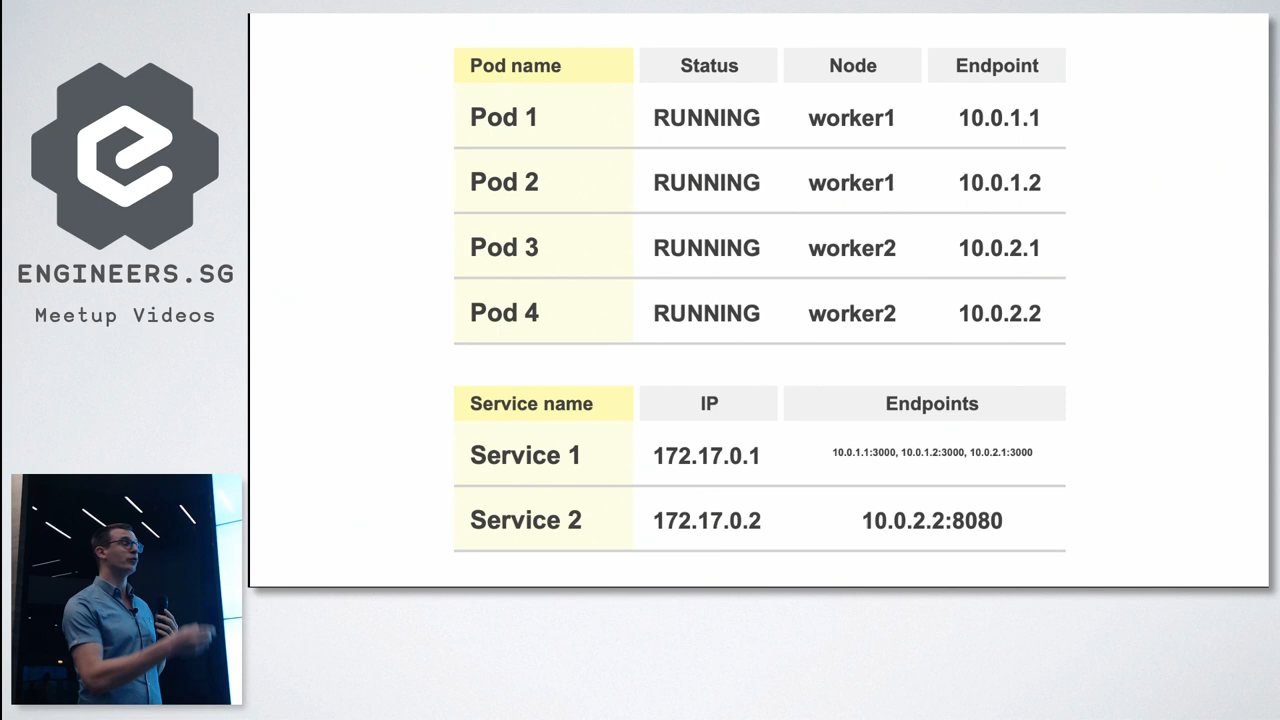 Pod name Status Node Endpoint
Pod 1 RUNNING worker1 10.0.1.1
Pod 2 RUNNING worker1 10.0.1.2
Pod 3 RUNNING worker2 10.0.2.1
Pod 4 RUNNING worker2 10.0.2.2
Service name IP Endpoints
Service 1 172.17.0.1 10.0.1.1:3000, 10.0.1.2:3000, 10.0.2.1:3000
Service 2 172.17.0.2 10.0.2.2:8080
ENGINEERS.SG
Meetup Videos